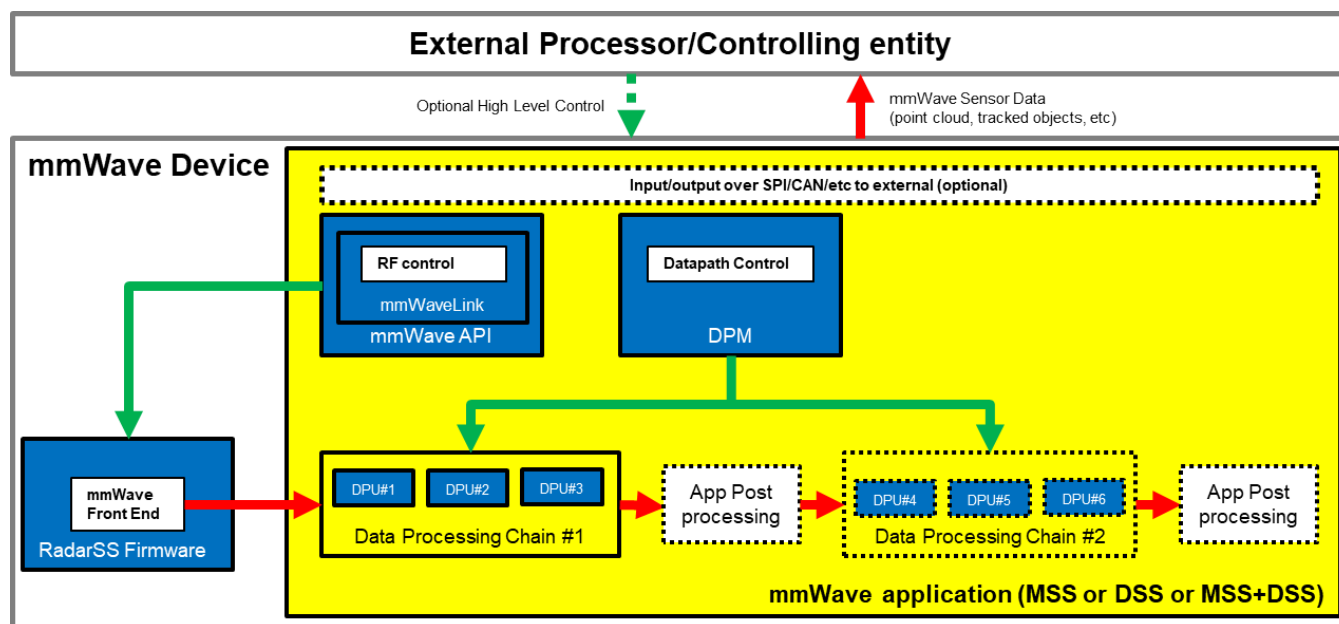 External Processor/Controlling entity
Optional High Level Control
mmWave Sensor Data
(point cloud, tracked objects, etc)
mmWave Device
Input/output over SPI/CAN/etc to external (optional)
RF control
mmWaveLink
mmWave API
Datapath Control
DPM
mmWave
Front End
RadarSS Firmware
DPU#1
DPU#2
DPU#3
Data Processing Chain #1
App Post
processing
DPU#4
DPU#5
DPU#6
Data Processing Chain #2
App Post
processing
mmWave application (MSS or DSS or MSS+DSS)